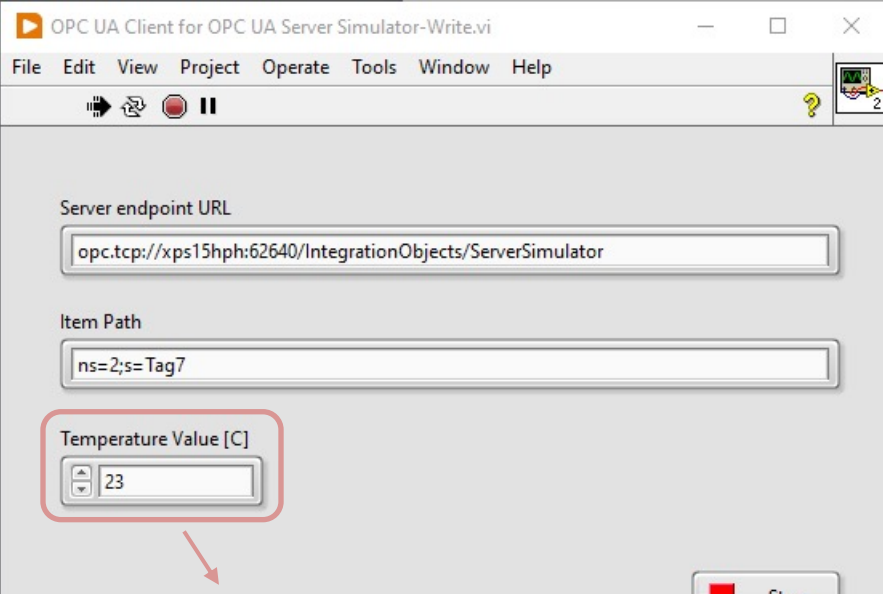 OPC UA Client for OPC UA Server Simulator-Write.vi
File Edit View Project Operate Tools Window Help
2
Server endpoint URL
opc.tcp://xps15hph:62640/IntegrationObjects/ServerSimulator
Item Path
ns=2;s=Tag7
Temperature Value [C]
23